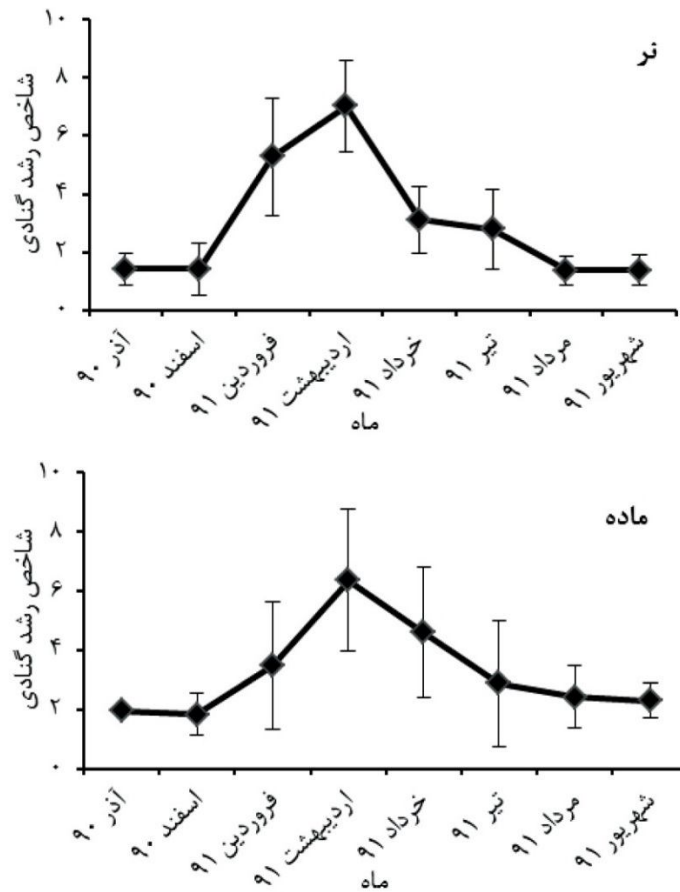 نر
شاخص رشد گنادی
۱۰
۸
۶
۴
۲
۰
آذر ۹۰
اسفند ۹۰
فروردین ۹۱
اردیبهشت ۹۱
خرداد ۹۱
تیر ۹۱
مرداد ۹۱
شهریور ۹۱
ماه
ماده
شاخص رشد گنادی
۱۰
۸
۶
۴
۲
۰
آذر ۹۰
اسفند ۹۰
فروردین ۹۱
اردیبهشت ۹۱
خرداد ۹۱
تیر ۹۱
مرداد ۹۱
شهریور ۹۱
ماه